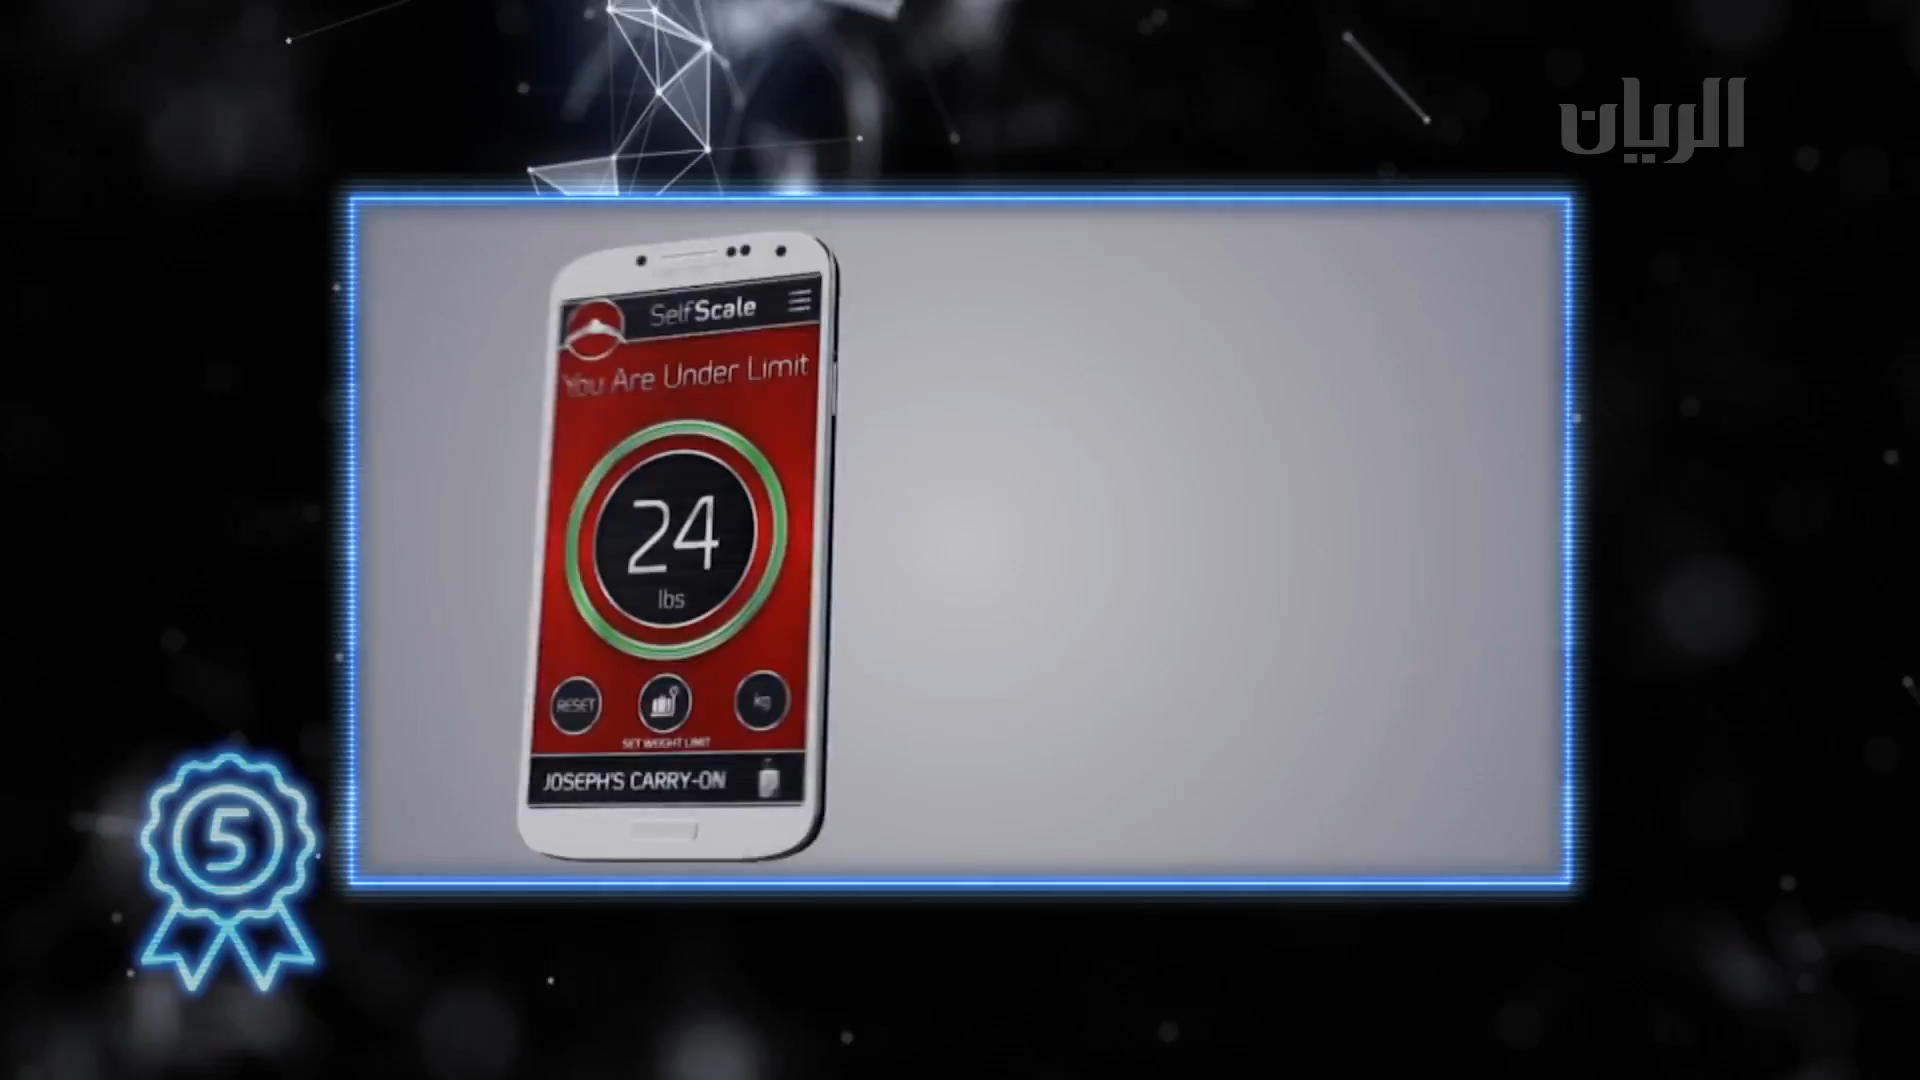 الريان
SelfScale
You Are Under Limit
24
lbs
RESET
kg
SET WEIGHT LIMIT
JOSEPH'S CARRY-ON
5